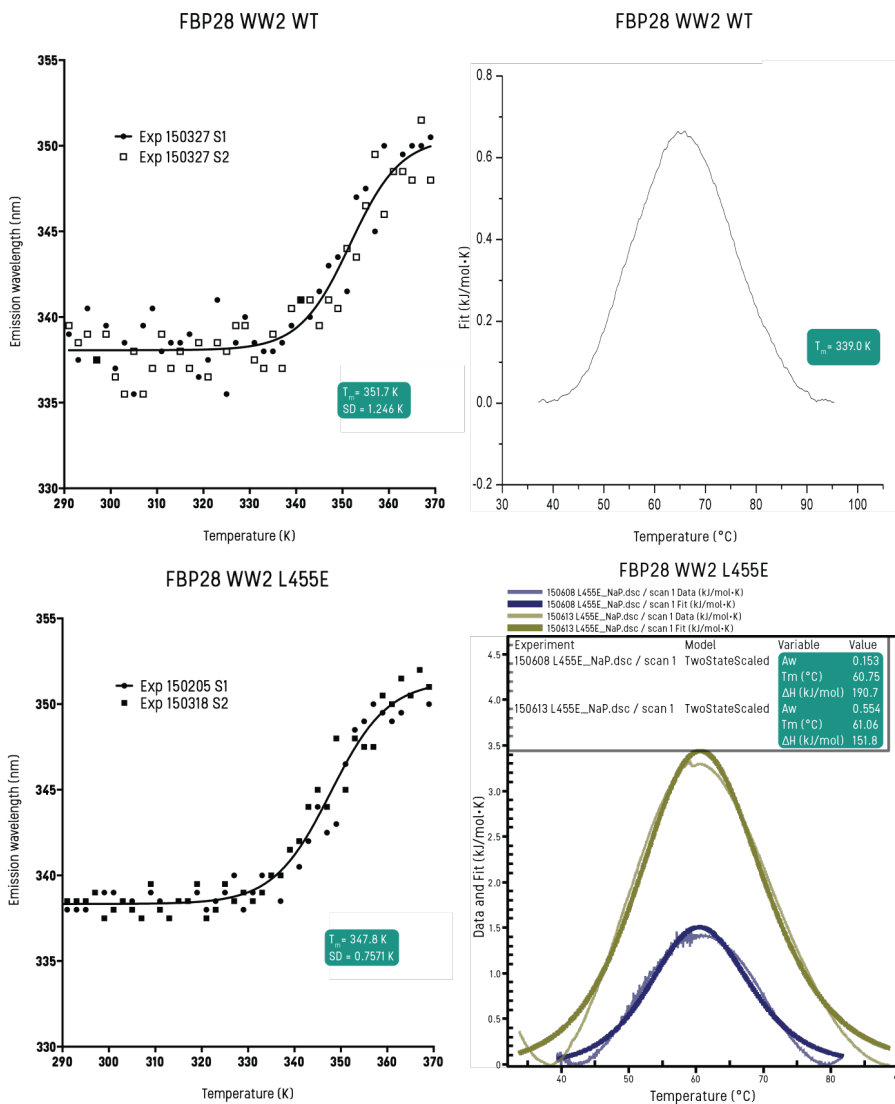 FBP28 WW2 WT
355
350
345
340
335
330
Emission wavelength (nm)
Exp 150327 S1
Exp 150327 S2
Tm= 351.7 K
SD = 1.246 K
290 300 310 320 330 340 350 360 370
Temperature (K)
FBP28 WW2 WT
0.8
0.6
0.4
0.2
0.0
-0.2
Fit (kJ/mol•K)
Tm = 339.0 K
30 40 50 60 70 80 90 100
Temperature (°C)
FBP28 WW2 L455E
355
350
345
340
335
330
Emission wavelength (nm)
Exp 150205 S1
Exp 150318 S2
Tm= 347.8 K
SD = 0.7571 K
290 300 310 320 330 340 350 360 370
Temperature (K)
FBP28 WW2 L455E
150608 L455E_NaP.dsc / scan 1 Data (kJ/mol•K)
150608 L455E_NaP.dsc / scan 1 Fit (kJ/mol•K)
150613 L455E_NaP.dsc / scan 1 Data (kJ/mol•K)
150613 L455E_NaP.dsc / scan 1 Fit (kJ/mol•K)
Experiment Model Variable Value
150608 L455E_NaP.dsc / scan 1 TwoStateScaled Aw 0.153
Tm (°C) 60.75
ΔH (kJ/mol) 190.7
150613 L455E_NaP.dsc / scan 1 TwoStateScaled Aw 0.554
Tm (°C) 61.06
ΔH (kJ/mol) 151.8
4.5
4.0
3.5
3.0
2.5
2.0
1.5
1.0
0.5
0
Data and Fit (kJ/mol•K)
40 50 60 70 80
Temperature (°C)